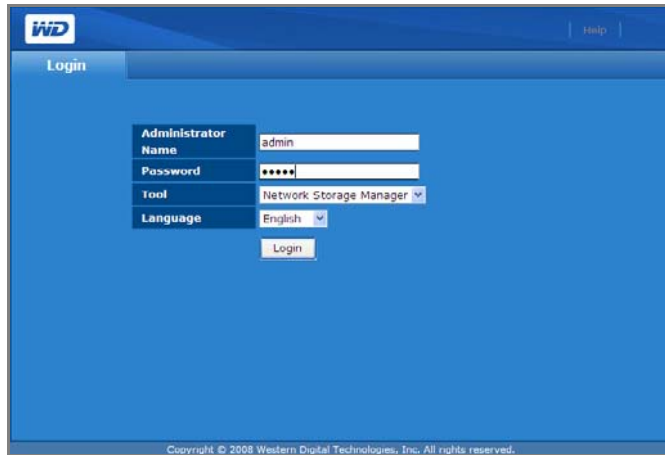 WD
Help
Login
Administrator
Name
admin
Password
•••••
Tool
Network Storage Manager
Language
English
Login
Copyright © 2008 Western Digital Technologies, Inc. All rights reserved.